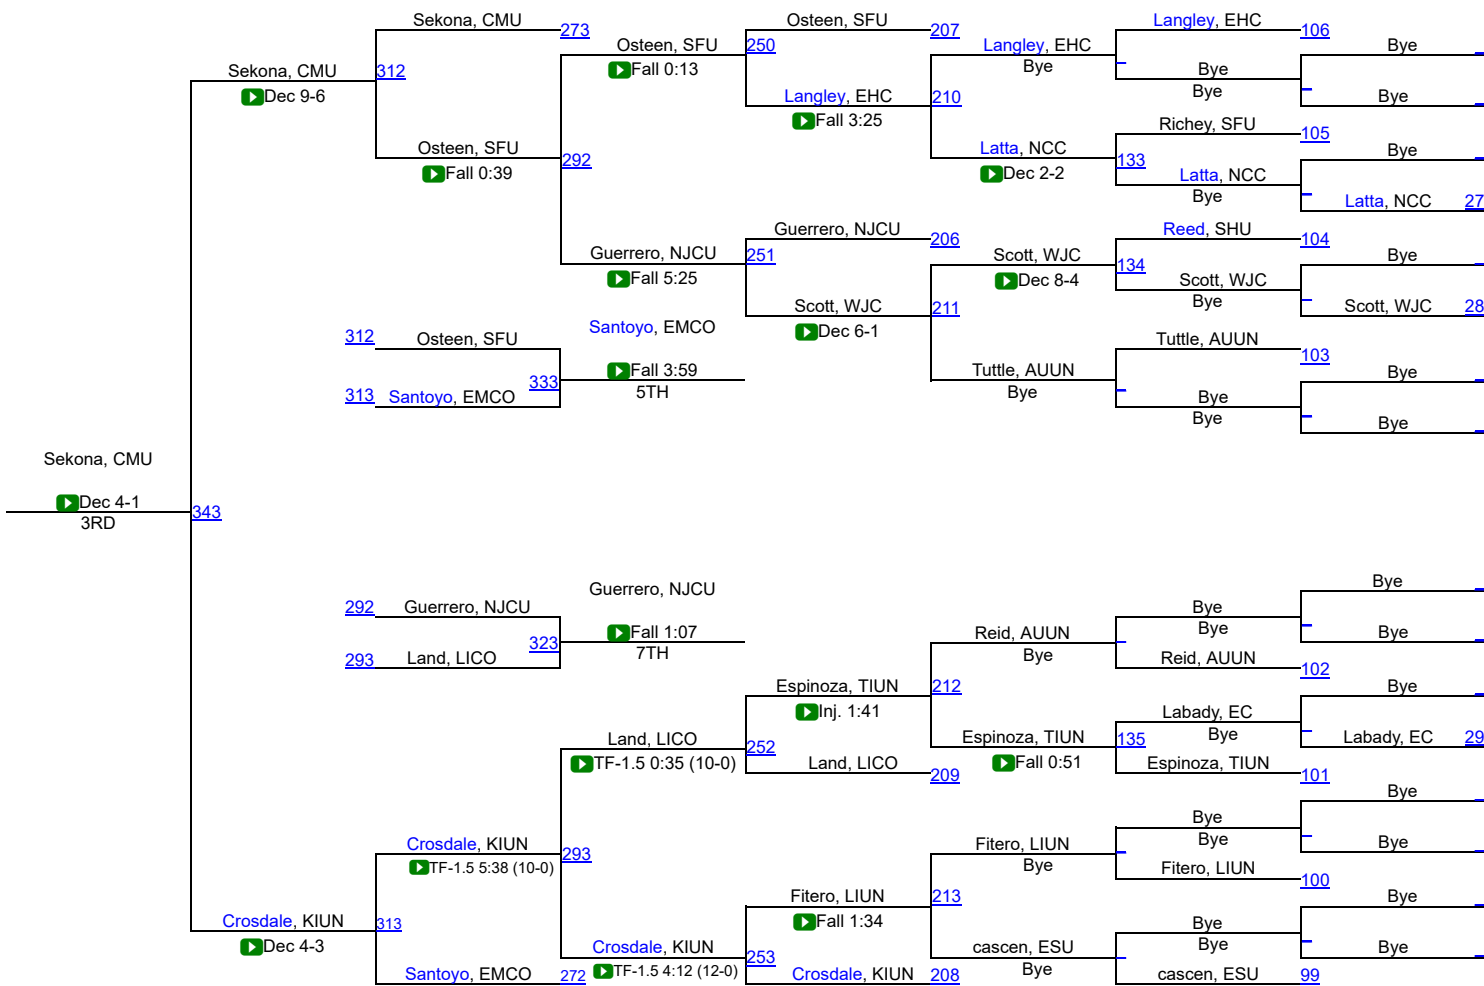 Sekona, CMU 273
Osteen, SFU 207
Langley, EHC 106
Osteen, SFU 250
Fall 0:13
Langley, EHC
Bye
Bye
Sekona, CMU 312
Dec 9-6
Bye
Bye
Langley, EHC 210
Fall 3:25
Bye
Richey, SFU 105
Osteen, SFU 292
Fall 0:39
Latta, NCC 133
Dec 2-2
Bye
Latta, NCC
Bye
Latta, NCC 27
Guerrero, NJCU 206
Reed, SHU 104
Guerrero, NJCU 251
Fall 5:25
Scott, WJC 134
Dec 8-4
Bye
Scott, WJC
Bye
Scott, WJC 211
Dec 6-1
Scott, WJC 28
Santoyo, EMCO
312 Osteen, SFU
Tuttle, AUUN 103
333
Fall 3:59
5TH
Tuttle, AUUN
Bye
Bye
313 Santoyo, EMCO
Bye
Bye
Bye
Sekona, CMU
Dec 4-1
3RD
343
Guerrero, NJCU
Bye
292 Guerrero, NJCU
Bye
Bye
323
Fall 1:07
7TH
Reid, AUUN
Bye
Bye
293 Land, LICO
Reid, AUUN 102
Espinoza, TIUN 212
Inj. 1:41
Bye
Labady, EC
Bye
Land, LICO 252
TF-1.5 0:35 (10-0)
Espinoza, TIUN 135
Fall 0:51
Labady, EC 29
Land, LICO 209
Espinoza, TIUN 101
Bye
Bye
Bye
Crosdale, KIUN 293
TF-1.5 5:38 (10-0)
Fitero, LIUN
Bye
Bye
Fitero, LIUN 100
Fitero, LIUN 213
Fall 1:34
Bye
Crosdale, KIUN 313
Dec 4-3
Bye
Bye
Crosdale, KIUN 253
TF-1.5 4:12 (12-0)
cascen, ESU
Bye
Bye
Santoyo, EMCO 272
Crosdale, KIUN 208
cascen, ESU 99